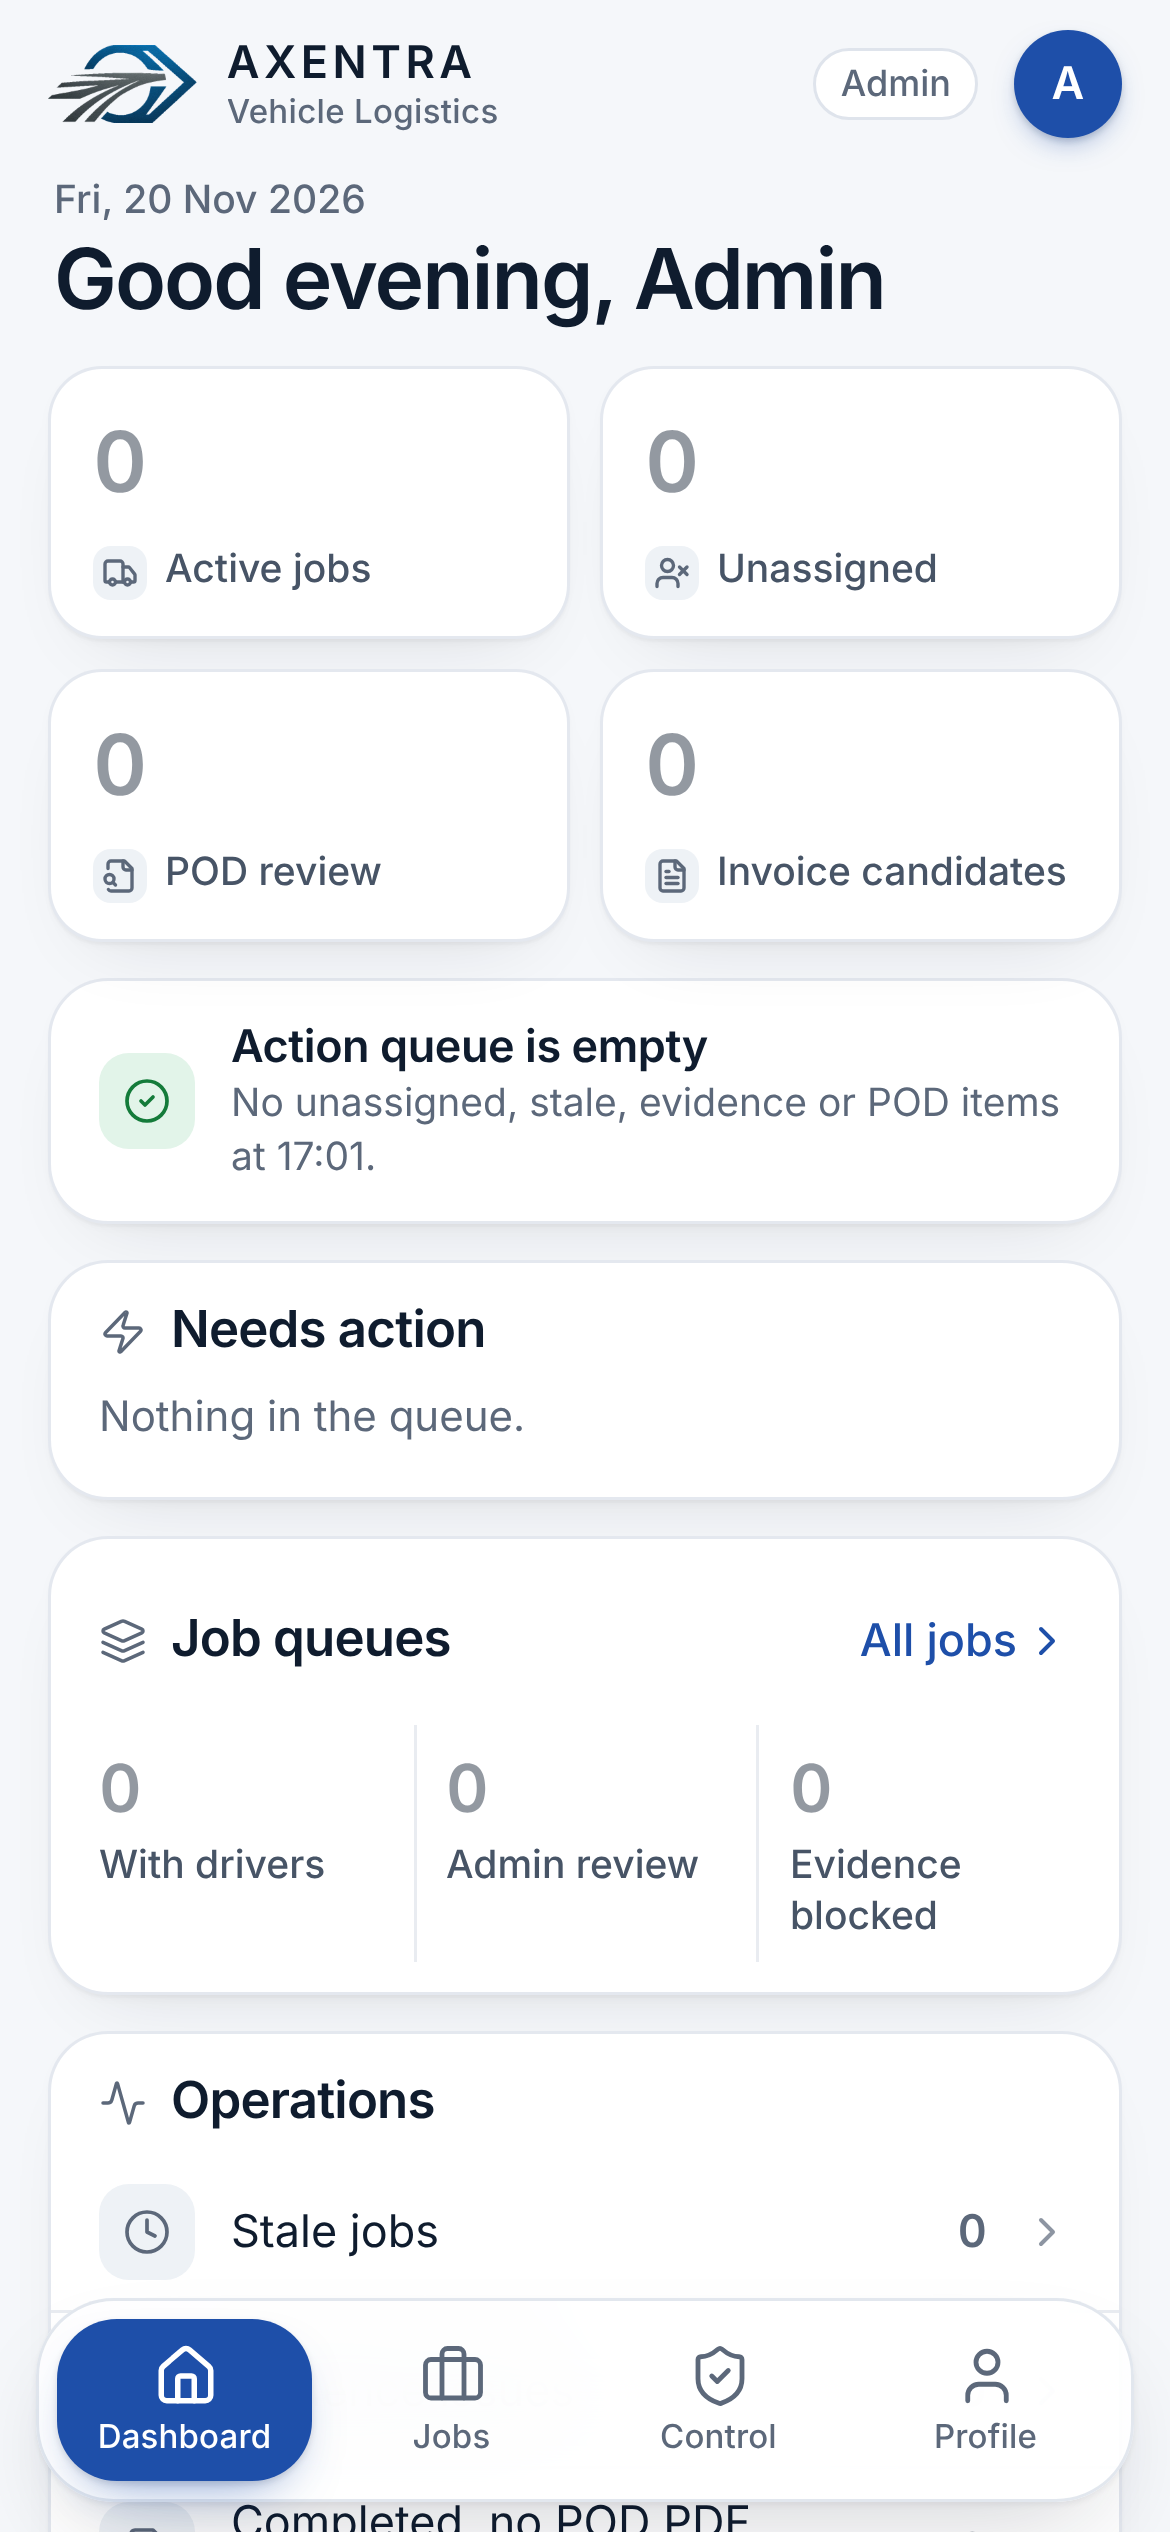 AXENTRA
Vehicle Logistics
Admin
A
Fri, 20 Nov 2026
Good evening, Admin
0
Active jobs
0
Unassigned
0
POD review
0
Invoice candidates
Action queue is empty
No unassigned, stale, evidence or POD items
at 17:01.
Needs action
Nothing in the queue.
Job queues
All jobs
0
With drivers
0
Admin review
0
Evidence
blocked
Operations
Stale jobs
0
Dashboard
Jobs
Control
Profile
Completed, no POD PDF